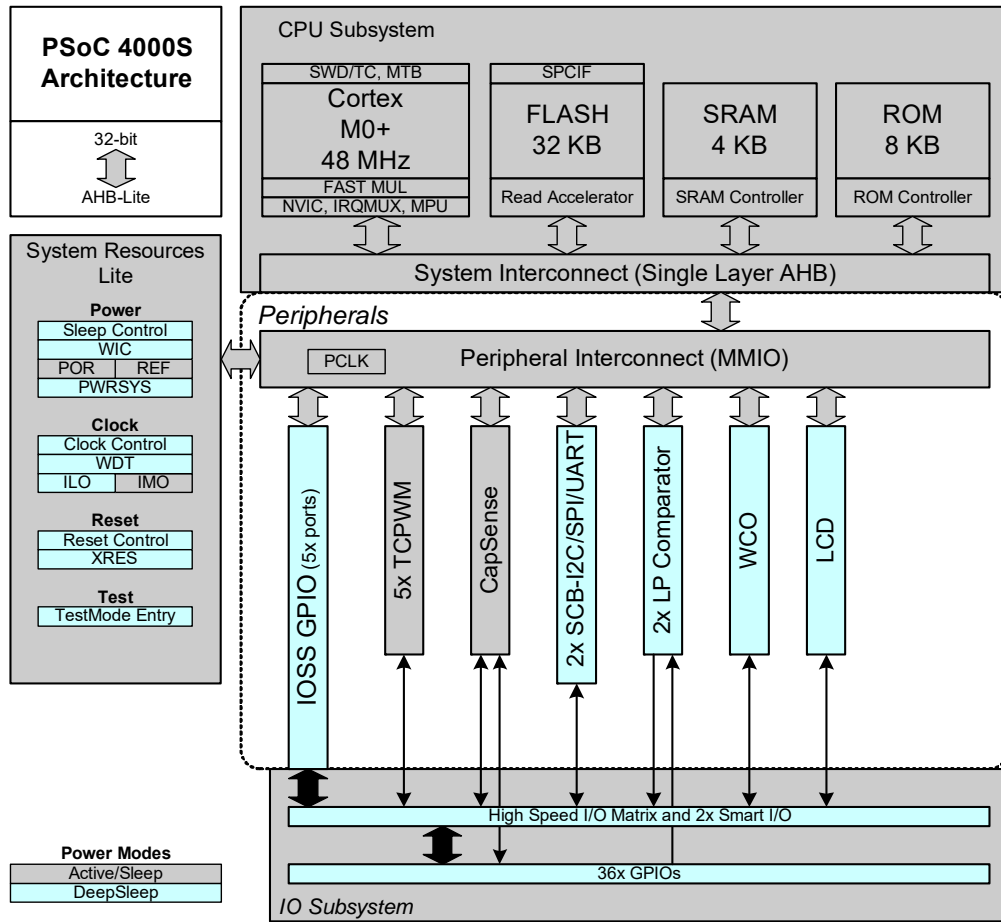 PSoC 4000S
Architecture
32-bit
AHB-Lite
CPU Subsystem
SWD/TC, MTB
Cortex
M0+
48 MHz
FAST MUL
NVIC, IRQMUX, MPU
SPCIF
FLASH
32 KB
Read Accelerator
SRAM
4 KB
SRAM Controller
ROM
8 KB
ROM Controller
System Interconnect (Single Layer AHB)
System Resources
Lite
Power
Sleep Control
WIC
POR REF
PWRSYS
Clock
Clock Control
WDT
ILO IMO
Reset
Reset Control
XRES
Test
TestMode Entry
Peripherals
PCLK
Peripheral Interconnect (MMIO)
IOSS GPIO (5x ports)
5x TCPWM
CapSense
2x SCB-I2C/SPI/UART
2x LP Comparator
WCO
LCD
High Speed I/O Matrix and 2x Smart I/O
36x GPIOs
IO Subsystem
Power Modes
Active/Sleep
DeepSleep